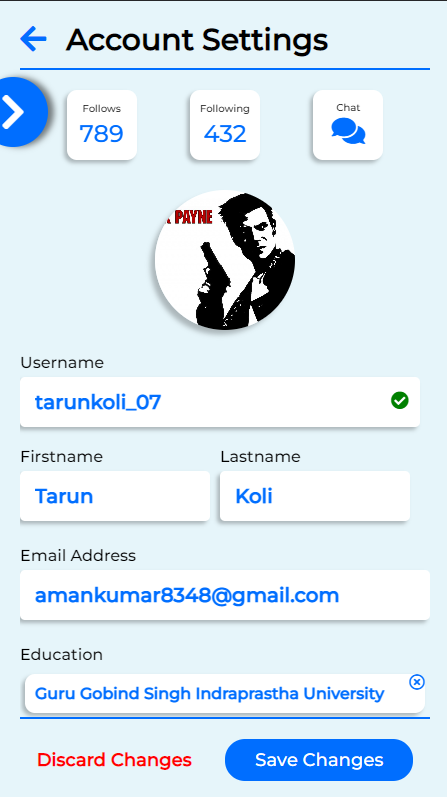 Account Settings
Follows
789
Following
432
Chat
PAYNE
Username
tarunkoli_07
Firstname
Lastname
Tarun
Koli
Email Address
amankumar8348@gmail.com
Education
Guru Gobind Singh Indraprastha University
Discard Changes
Save Changes